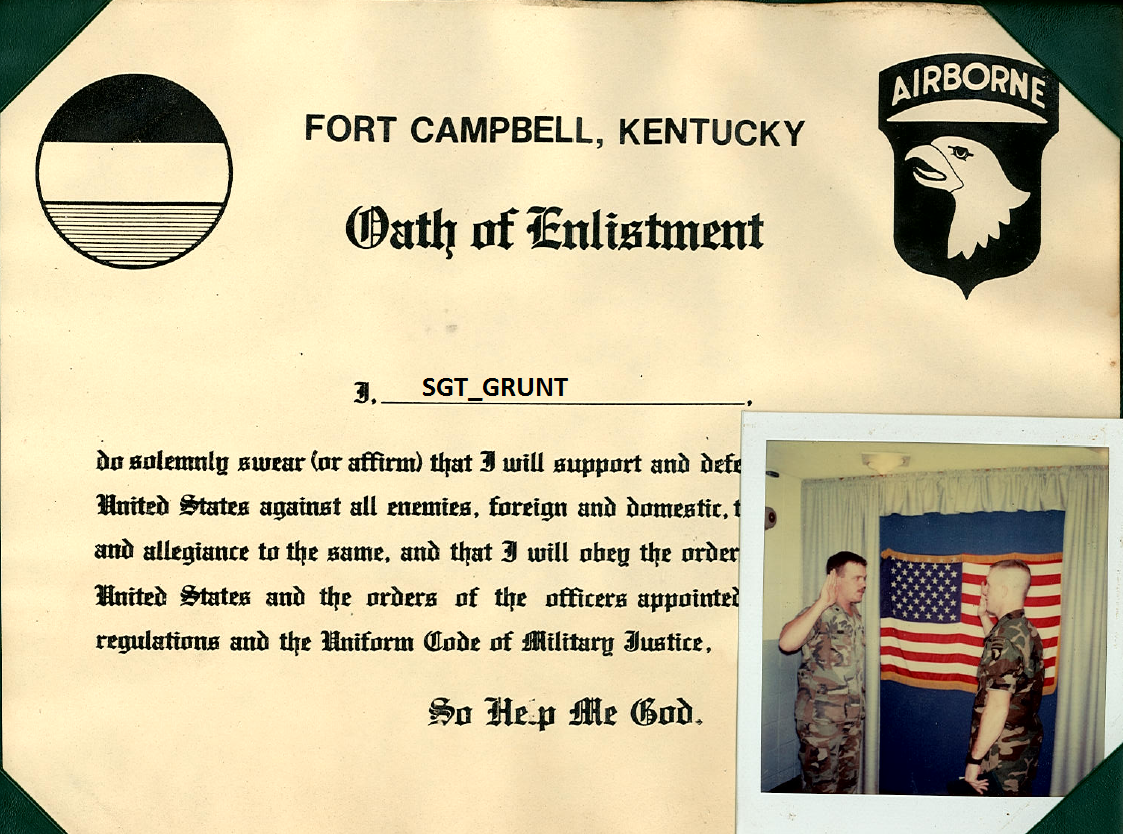 AIRBORNE
FORT CAMPBELL, KENTUCKY
Oath of Enlistment
I, SGT_GRUNT,
do solemnly swear (or affirm) that I will support and defe
United States against all enemies, foreign and domestic, t
and allegiance to the same, and that I will obey the order
United States and the orders of the officers appointed
regulations and the Uniform Code of Military Justice,
So He.p Me God.